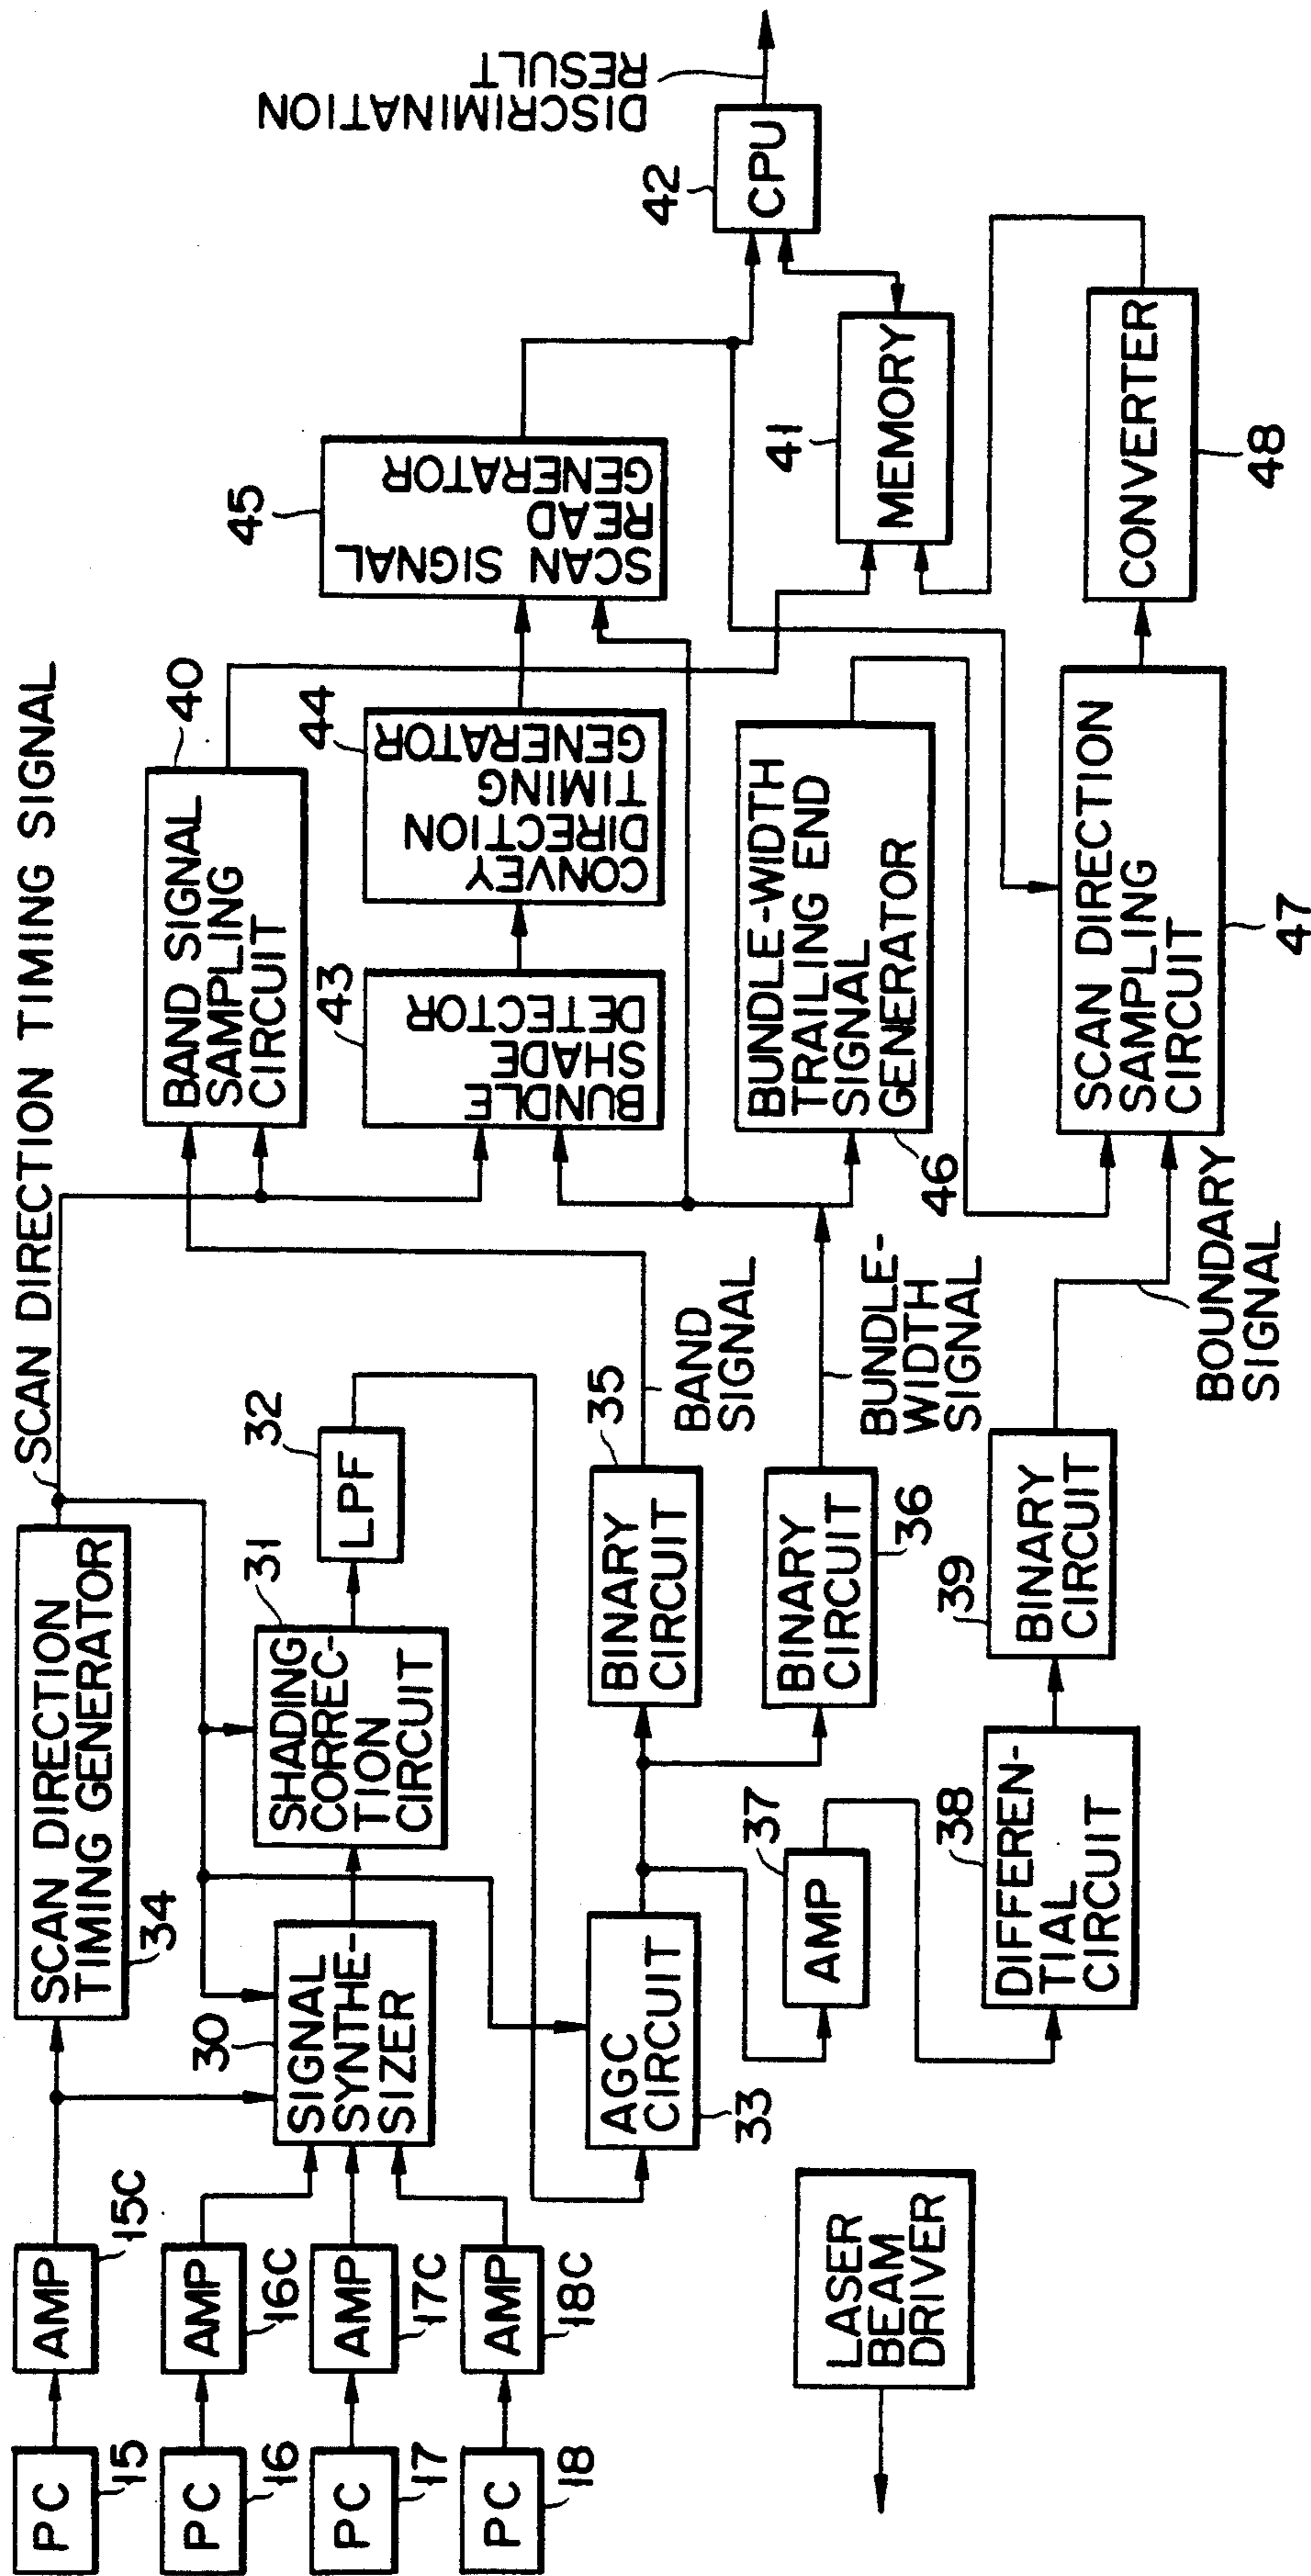 PC
15
AMP
15C
PC
16
AMP
16C
PC
17
AMP
17C
PC
18
AMP
18C
SCAN DIRECTION
TIMING GENERATOR
34
SCAN DIRECTION TIMING SIGNAL
30
SIGNAL
SYNTHE-
SIZER
31
SHADING
CORREC-
TION
CIRCUIT
32
LPF
AGC
CIRCUIT
33
35
BINARY
CIRCUIT
BAND
SIGNAL
BINARY
CIRCUIT
36
BUNDLE-
WIDTH
SIGNAL
37
AMP
38
DIFFEREN-
TIAL
CIRCUIT
39
BINARY
CIRCUIT
BOUNDARY
SIGNAL
LASER
BEAM
DRIVER
40
BAND SIGNAL
SAMPLING
CIRCUIT
43
BUNDLE
SHADE
DETECTOR
44
CONVEY
DIRECTION
TIMING
GENERATOR
45
SCAN SIGNAL
READ
GENERATOR
46
BUNDLE-WIDTH
TRAILING END
SIGNAL
GENERATOR
SCAN DIRECTION
SAMPLING
CIRCUIT
47
CONVERTER
48
41
MEMORY
42
CPU
DISCRIMINATION
RESULT